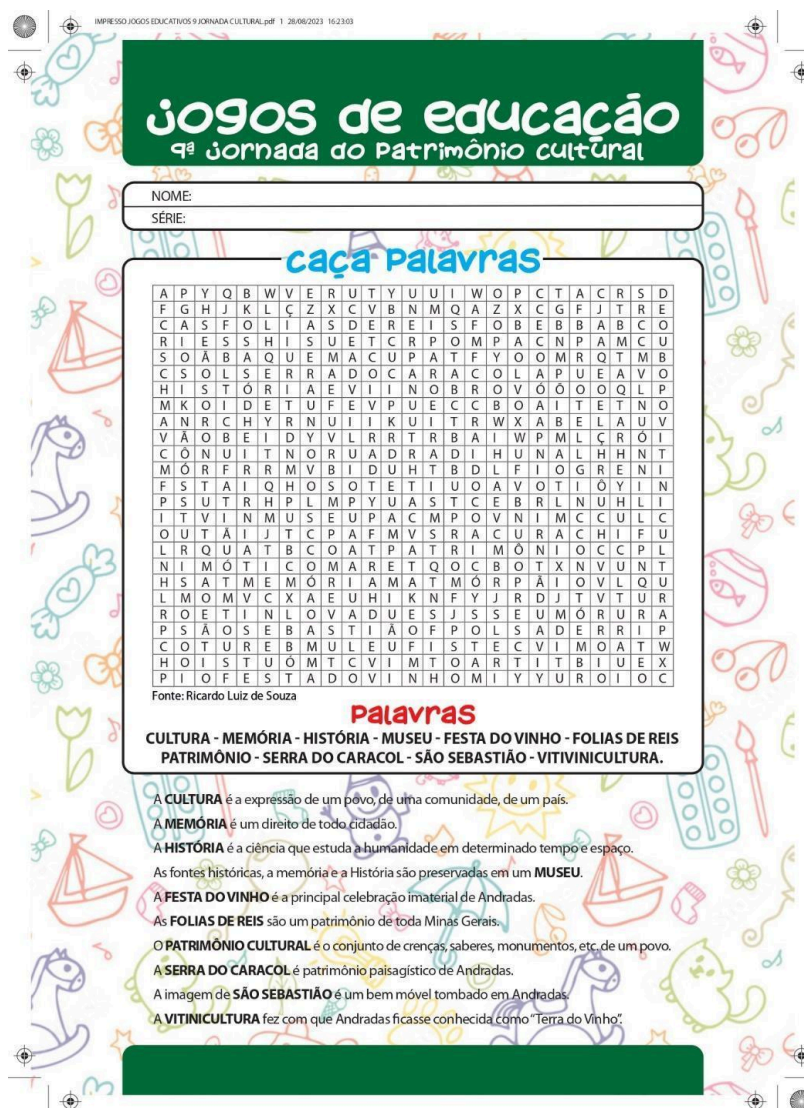 IMPRESSO JOGOS EDUCATIVOS 9 JORNADA CULTURAL.pdf 1 28/08/2023 16:23:03
Jogos de educação
9ª Jornada do Patrimônio Cultural
NOME:
SÉRIE:
Caça Palavras
A P Y Q B W V E R U T Y U U I W O P C T A C R S D
F G H J K L Ç Z X C V B N M Q A Z X C G F J T R E
C A S F O L I A S D E R E I S F O B E B B A B C O
R I E S S H I S U E T C R P O M P A C N P A M C U
S O Ã B A Q U E M A C U P A T F Y O O M R Q T M B
C S O L S E R R A D O C A R A C O L A P U E A V O
H I S T Ó R I A E V I I N O B R O V Ó Ô O O Q L P
M K O I D E T U F E V P U E C C B O A I T E T N O
A N R C H Y R N U I I K U I T R W X A B E L A U V
V Ã O B E I D Y V L R R T R B A I W P M L Ç R Ó I
C Ô N U I T N O R U A D R A D I H U N A L H H N T
M Ó R F R R M V B I D U H T B D L F I O G R E N I
F S T A I Q H O S O T E T I U O A V O T I Ô Y I N
P S U T R H P L M P Y U A S T C E B R L N U H L I
I T V I N M U S E U P A C M P O V N I M C C U L C
O U T Ã I J T C P A F M V S R A C U R A C H I F U
L R Q U A T B C O A T P A T R I M Ô N I O C C P L
N I M Ó T I C O M A R E T Q O C B O T X N V U N T
H S A T M E M Ó R I A M A T M Ó R P Ã I O V L Q U
L M O M V C X A E U H I K N F Y J R D J T V T U R
R O E T I N L O V A D U E S J S S E U M Ó R U R A
P S Ã O S E B A S T I Ã O F P O L S A D E R R I P
C O T U R E B M U L E U F I S T E C V I M O A T W
H O I S T U Ó M T C V I M T O A R T I T B I U E X
P I O F E S T A D O V I N H O M I Y Y U R O I O C
Fonte: Ricardo Luiz de Souza
Palavras
CULTURA - MEMÓRIA - HISTÓRIA - MUSEU - FESTA DO VINHO - FOLIAS DE REIS
PATRIMÔNIO - SERRA DO CARACOL - SÃO SEBASTIÃO - VITIVINICULTURA.
A CULTURA é a expressão de um povo, de uma comunidade, de um país.
A MEMÓRIA é um direito de todo cidadão.
A HISTÓRIA é a ciência que estuda a humanidade em determinado tempo e espaço.
As fontes históricas, a memória e a História são preservadas em um MUSEU.
A FESTA DO VINHO é a principal celebração imaterial de Andradas.
As FOLIAS DE REIS são um patrimônio de toda Minas Gerais.
O PATRIMÔNIO CULTURAL é o conjunto de crenças, saberes, monumentos, etc. de um povo.
A SERRA DO CARACOL é patrimônio paisagístico de Andradas.
A imagem de SÃO SEBASTIÃO é um bem móvel tombado em Andradas.
A VITINICULTURA fez com que Andradas ficasse conhecida como "Terra do Vinho".